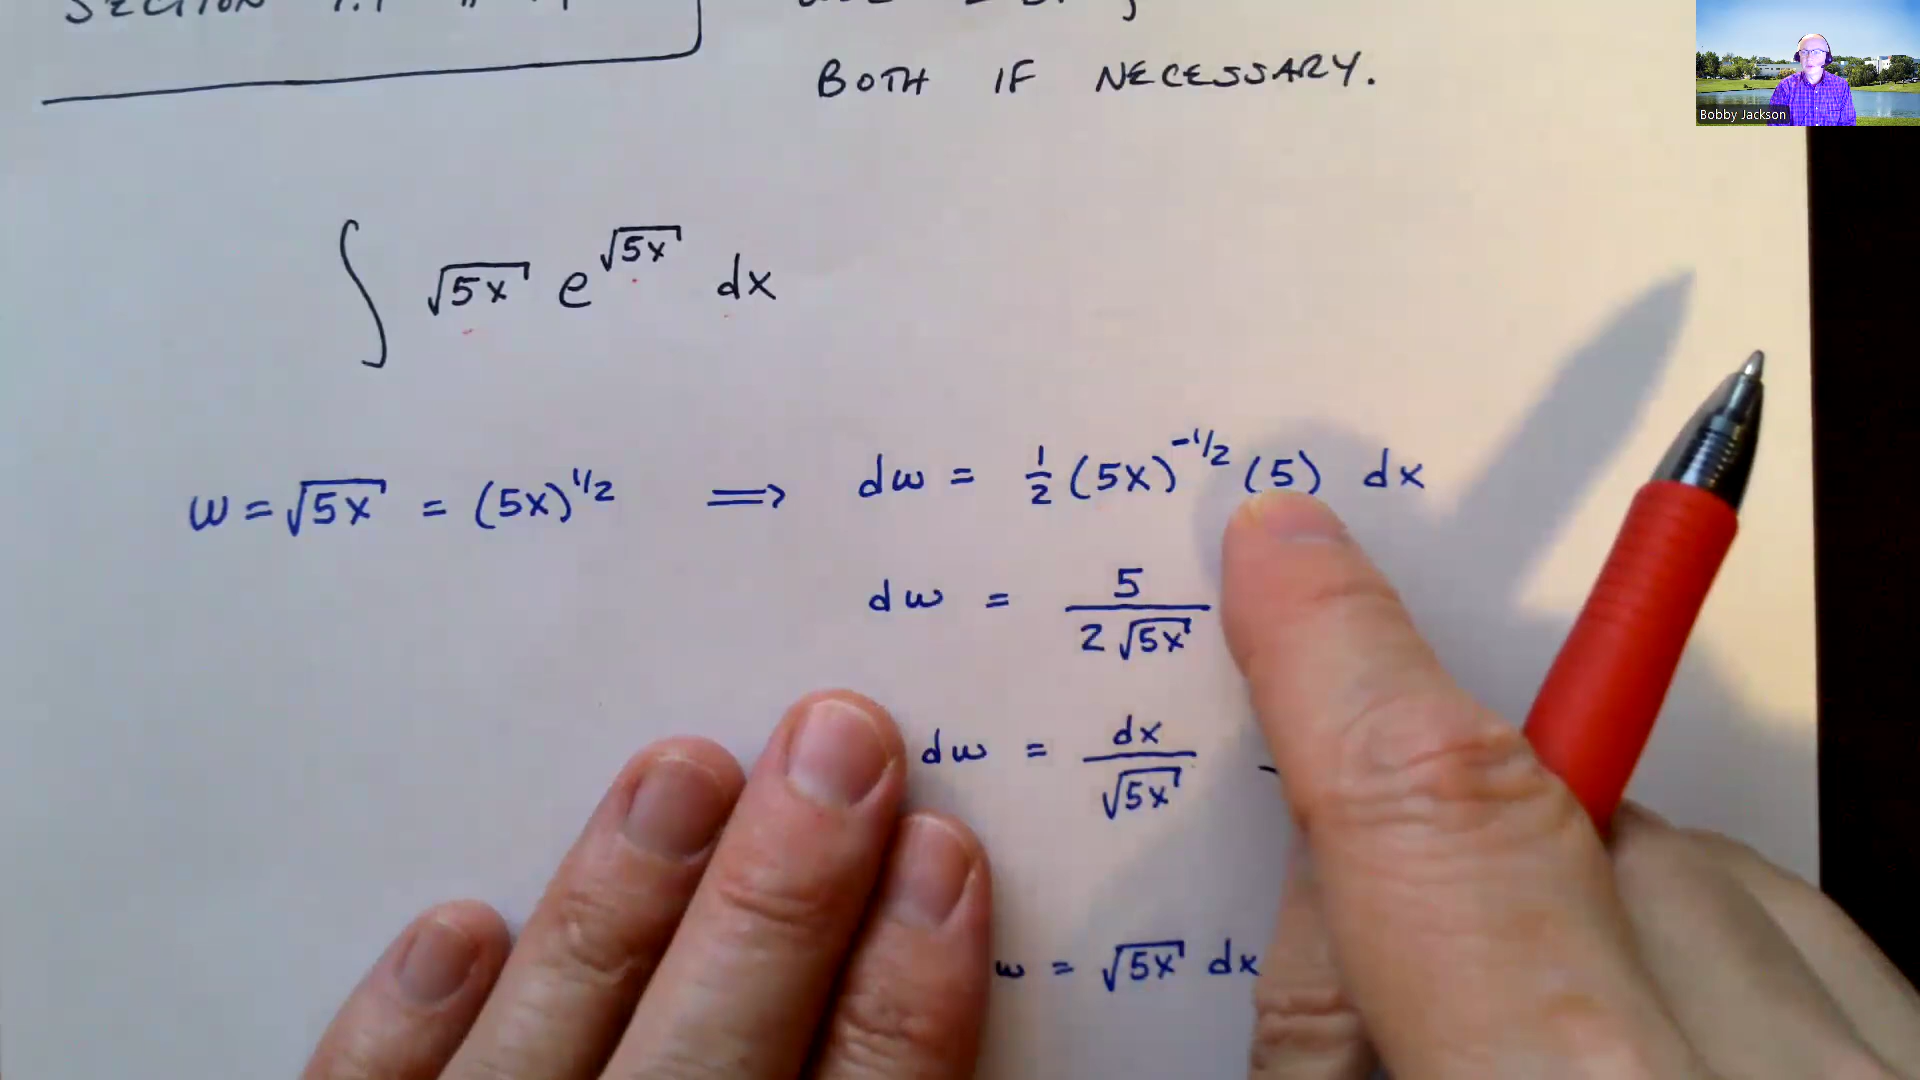 SECTION
BOTH IF NECESSARY.
Bobby Jackson
∫ √5x e^√5x dx
w = √5x = (5x)^1/2 ⟹ dw = 1/2 (5x)^-1/2 (5) dx
dw = 5 / 2√5x
dw = dx / √5x
w = √5x dx